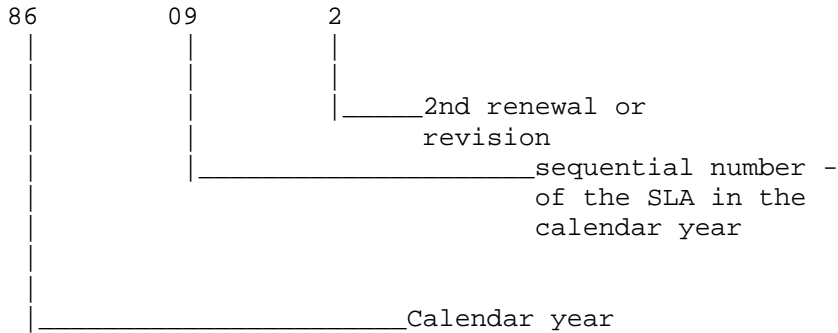 86 09 2
2nd renewal or
revision
sequential number -
of the SLA in the
calendar year
Calendar year